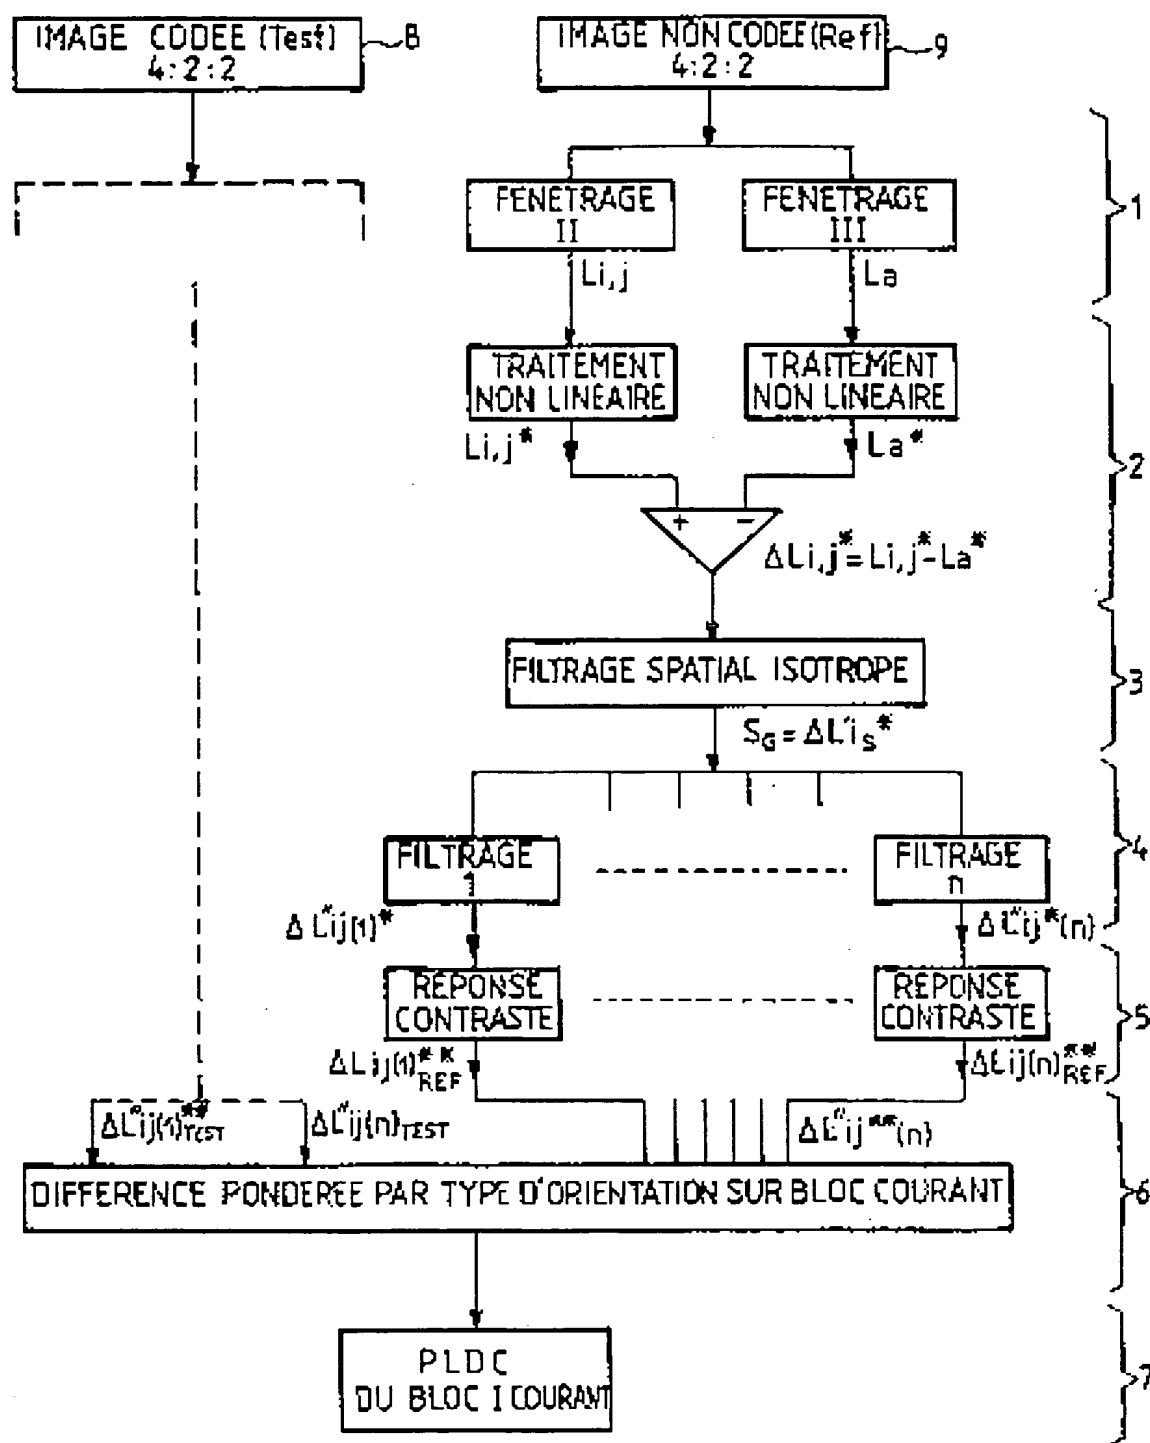 IMAGE CODEE (Test)
4:2:2
8
IMAGE NON CODEE (Ref)
4:2:2
9
FENETRAGE
II
FENETRAGE
III
1
Li,j
La
TRAITEMENT
NON LINEAIRE
TRAITEMENT
NON LINEAIRE
Li,j*
La*
2
+ −
ΔLi,j*=Li,j*-La*
FILTRAGE SPATIAL ISOTROPE
3
SG = ΔL'iS*
FILTRAGE
1
FILTRAGE
n
4
ΔL"ij(1)*
ΔL"ij*(n)
REPONSE
CONTRASTE
REPONSE
CONTRASTE
5
ΔLij(1)**REF
ΔLij(n)**REF
ΔL"ij(1)**TEST
ΔL"ij(n)TEST
ΔL"ij**(n)
DIFFERENCE PONDEREE PAR TYPE D'ORIENTATION SUR BLOC COURANT
6
PLDC
DU BLOC I COURANT
7